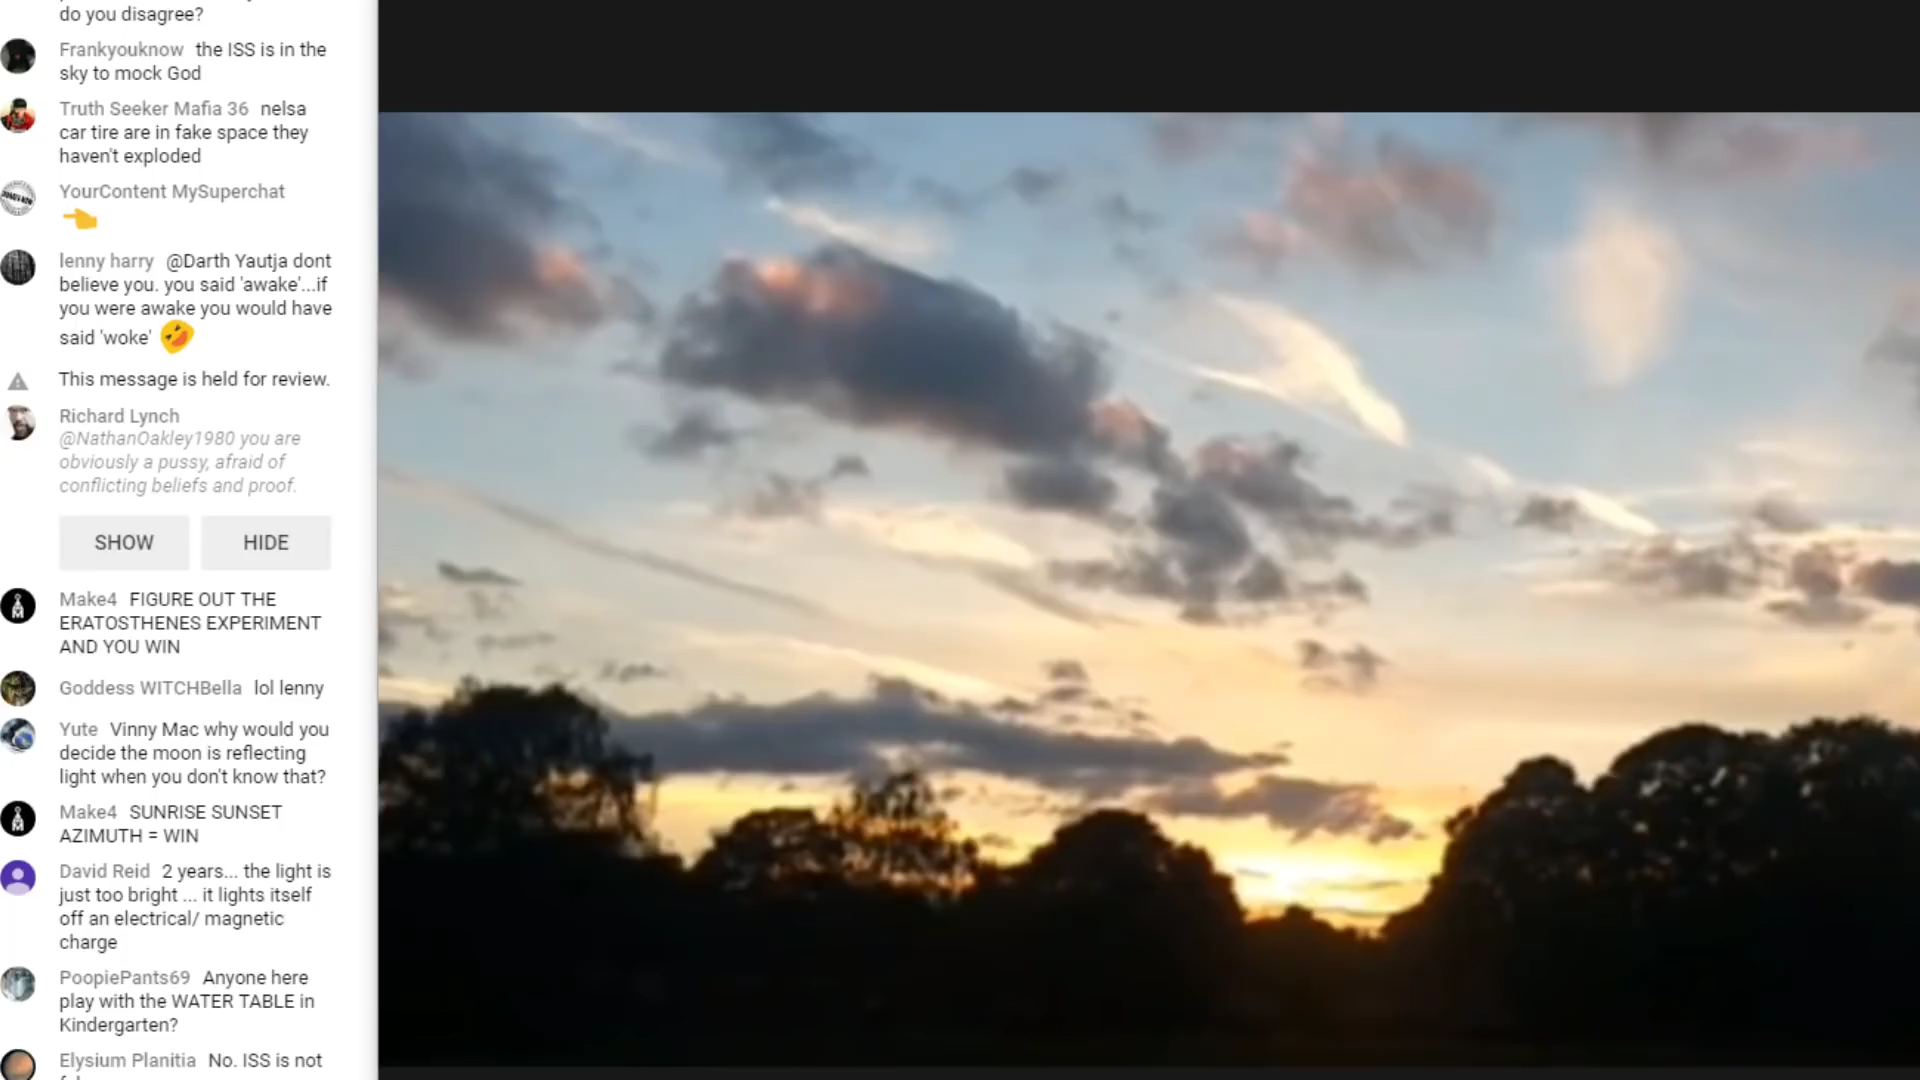 do you disagree?
Frankyouknow the ISS is in the
sky to mock God
Truth Seeker Mafia 36 nelsa
car tire are in fake space they
haven't exploded
YourContent MySuperchat
lenny harry @Darth Yautja dont
believe you. you said 'awake'...if
you were awake you would have
said 'woke'
This message is held for review.
Richard Lynch
@NathanOakley1980 you are
obviously a pussy, afraid of
conflicting beliefs and proof.
SHOW HIDE
Make4 FIGURE OUT THE
ERATOSTHENES EXPERIMENT
AND YOU WIN
Goddess WITCHBella lol lenny
Yute Vinny Mac why would you
decide the moon is reflecting
light when you don't know that?
Make4 SUNRISE SUNSET
AZIMUTH = WIN
David Reid 2 years... the light is
just too bright ... it lights itself
off an electrical/ magnetic
charge
PoopiePants69 Anyone here
play with the WATER TABLE in
Kindergarten?
Elysium Planitia No. ISS is not